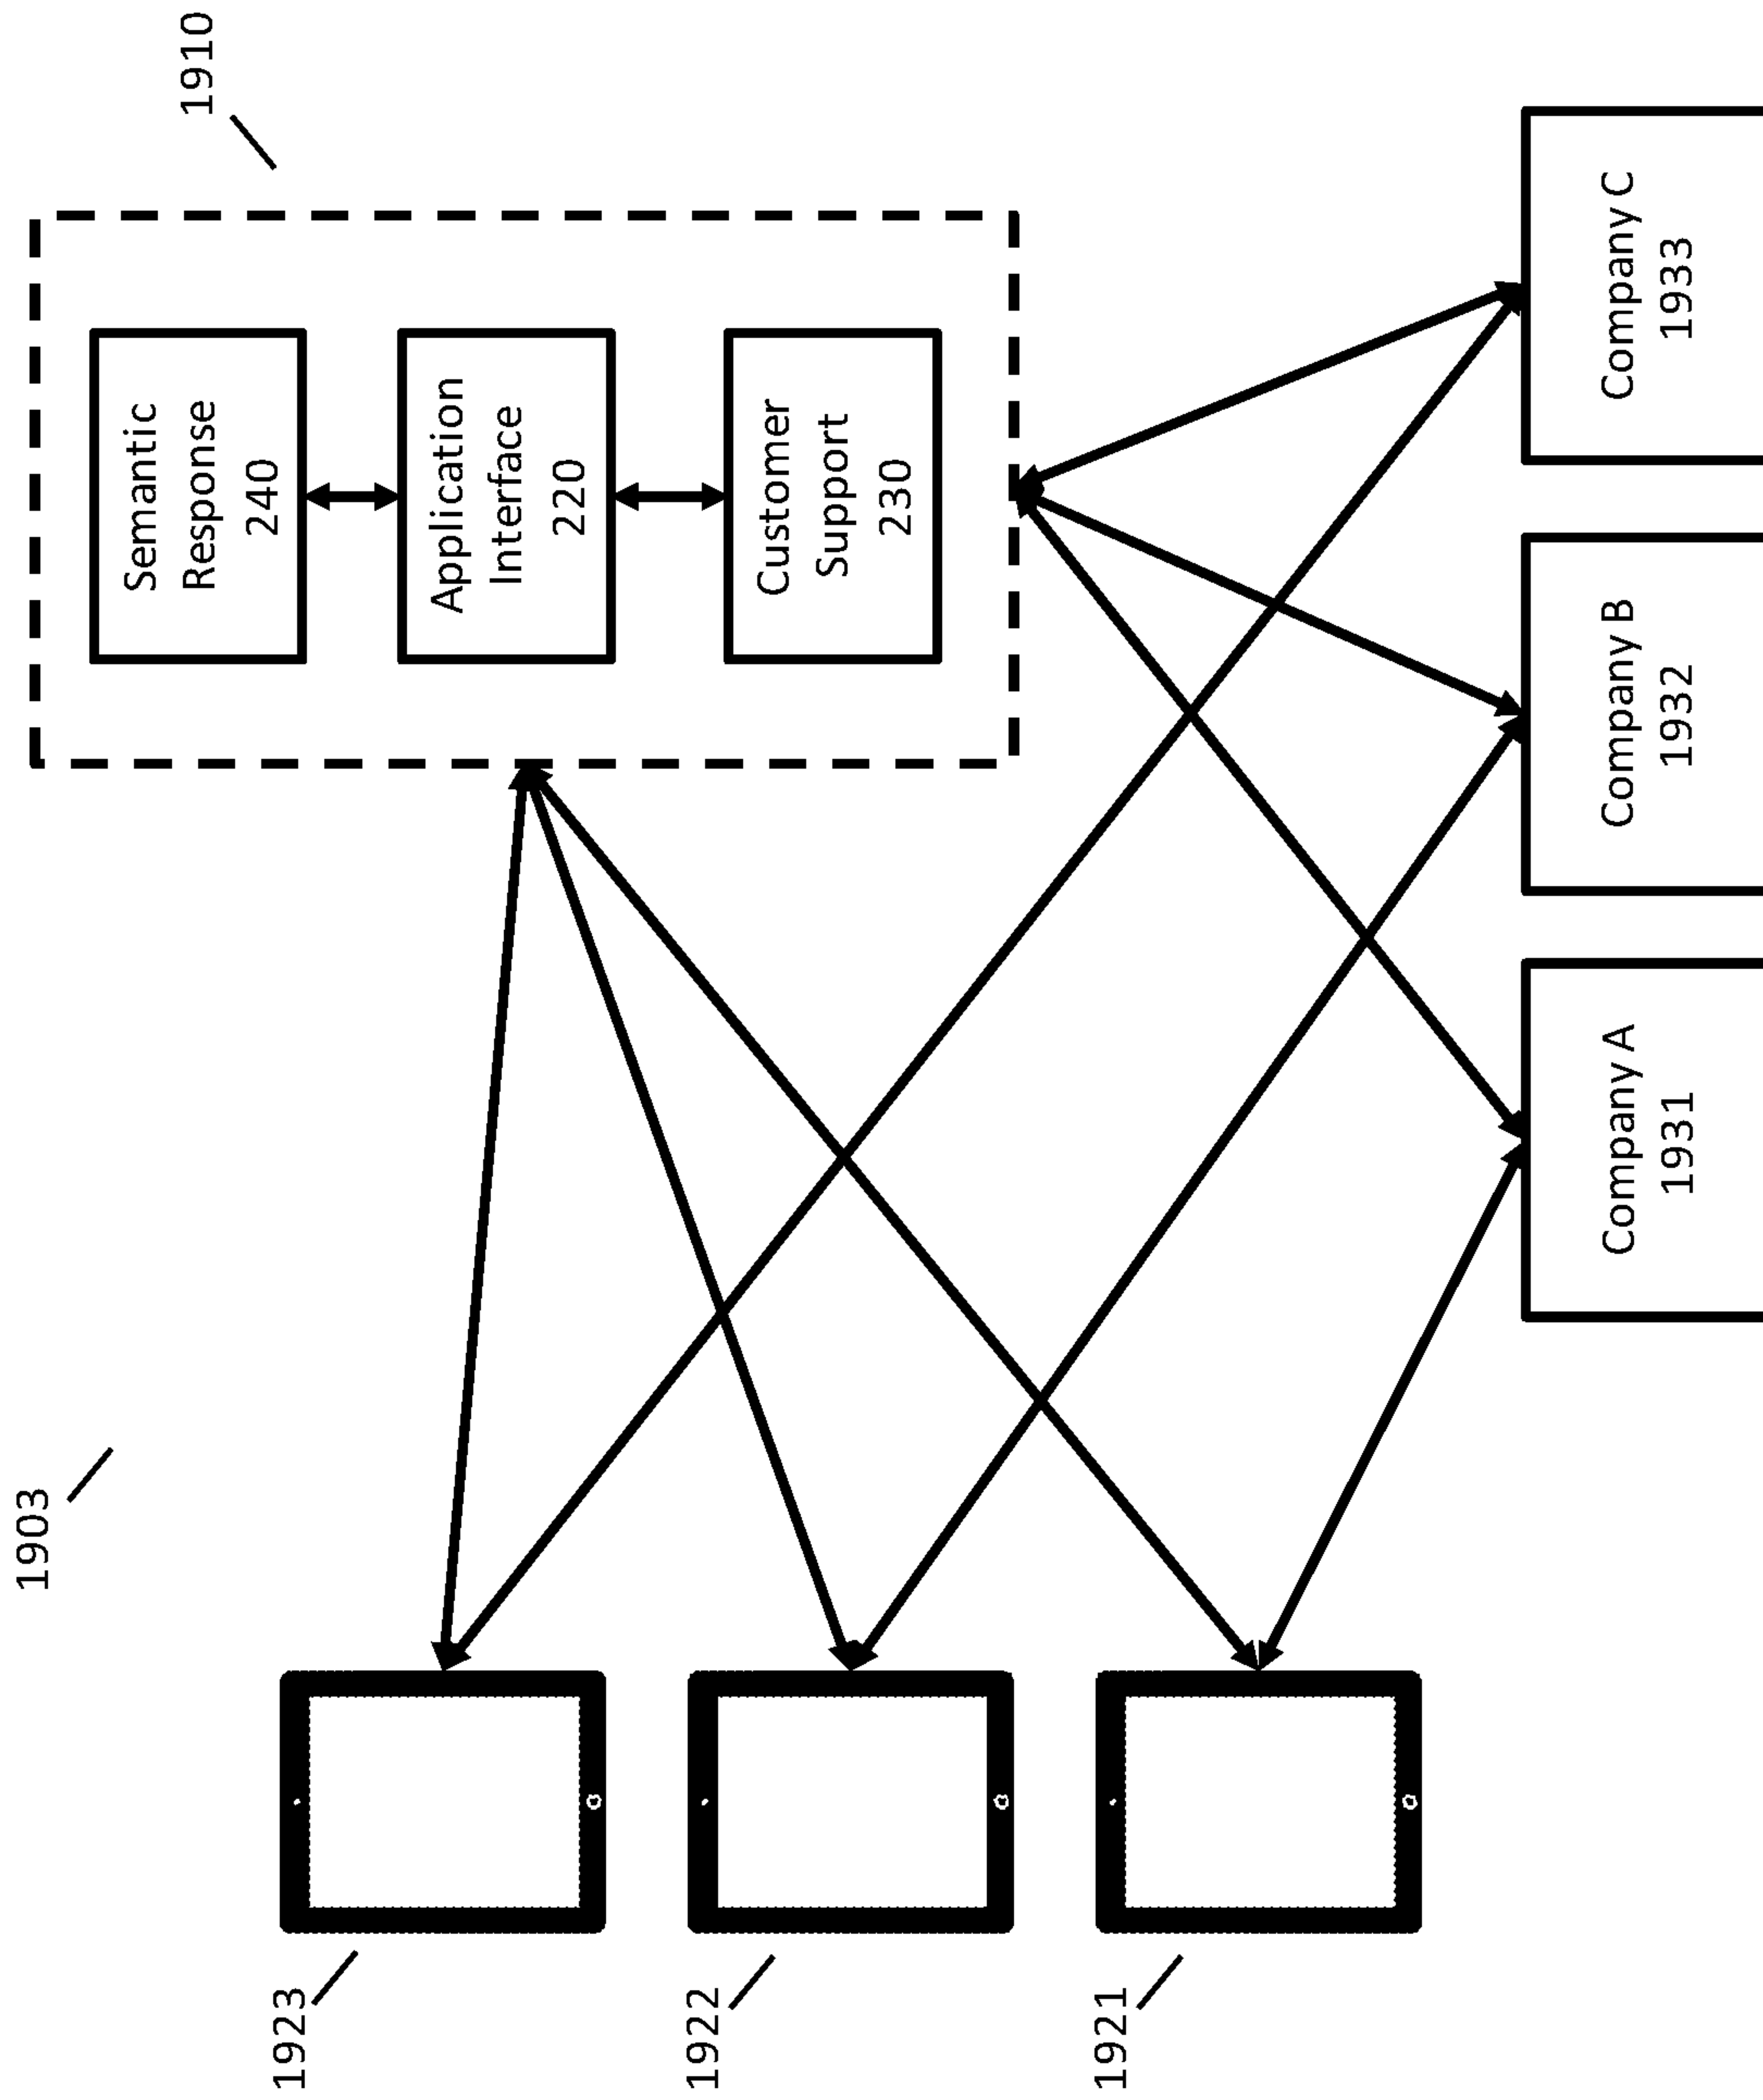 1903
1910
Semantic
Response
240
Application
Interface
220
Customer
Support
230
1923
1922
1921
Company A
1931
Company B
1932
Company C
1933